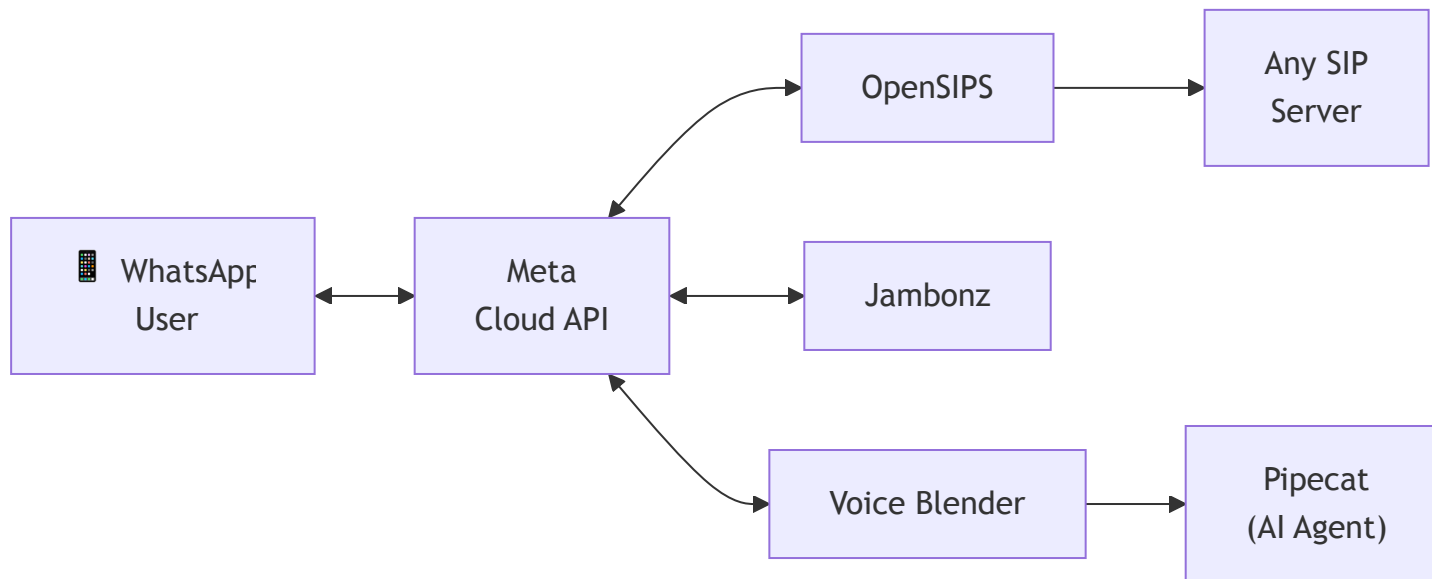 WhatsApp
User
Meta
Cloud API
OpenSIPS
Any SIP
Server
Jambonz
Voice Blender
Pipecat
(AI Agent)